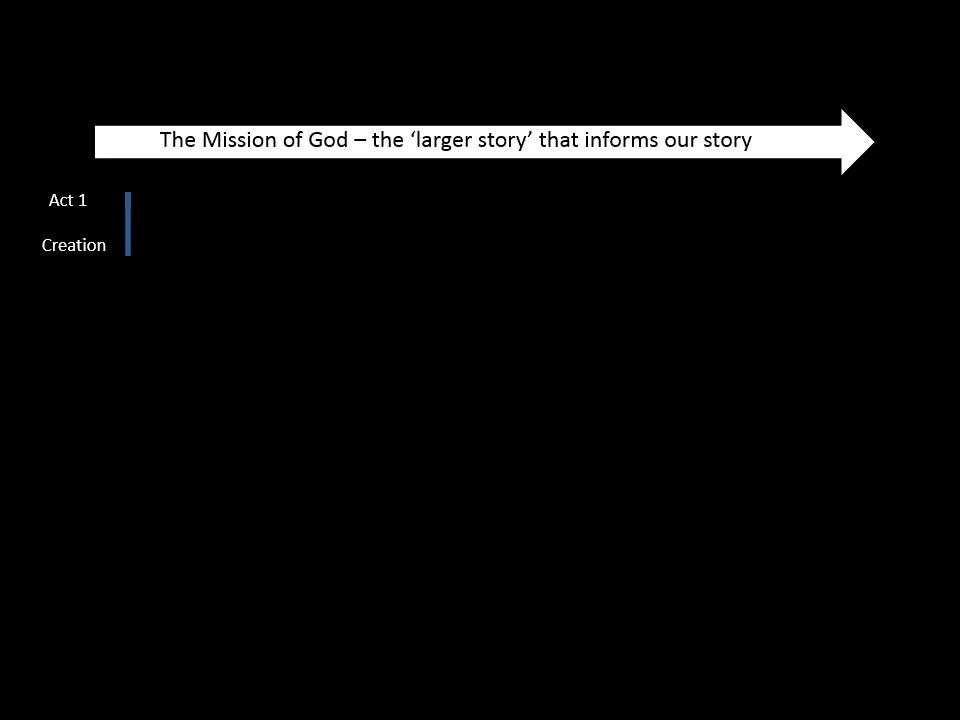 The Mission of God – the ‘larger story’ that informs our story
Act 1
Creation